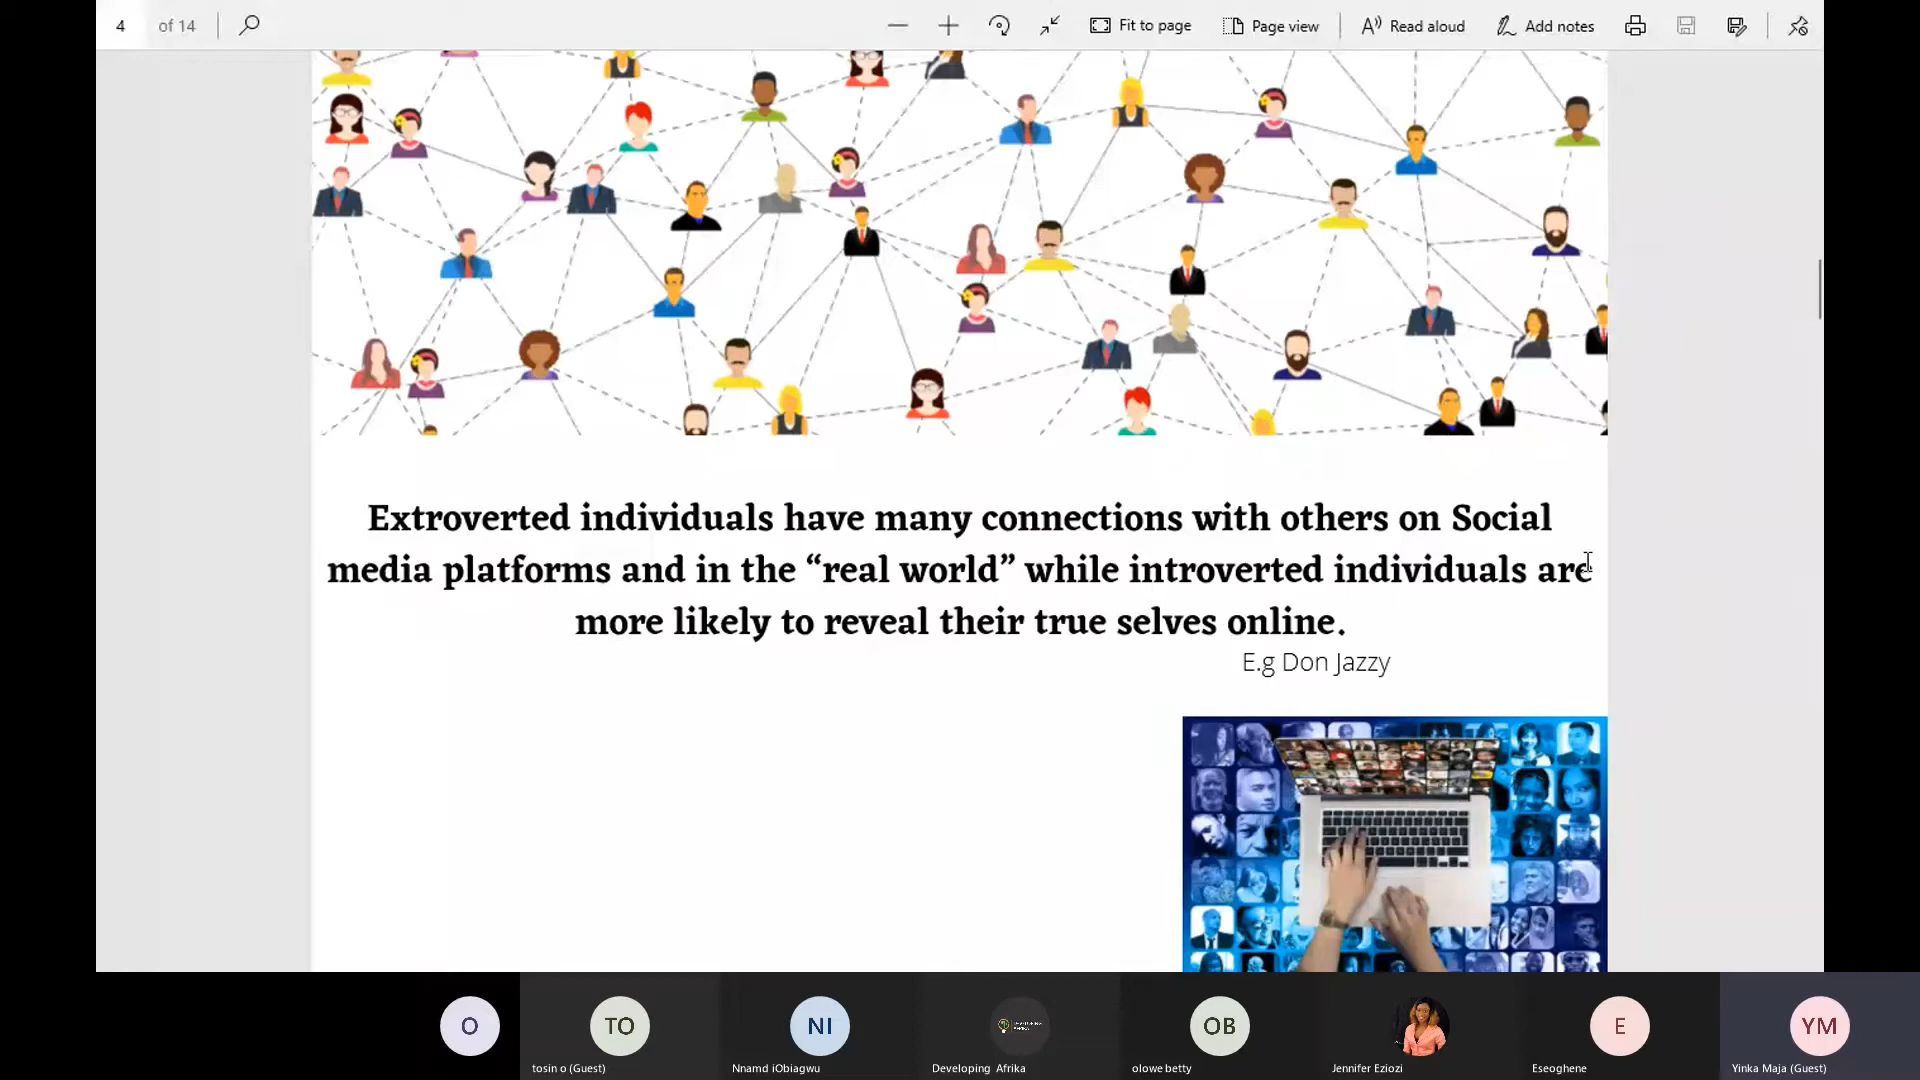 4 of 14
Fit to page
Page view
Read aloud
Add notes
Extroverted individuals have many connections with others on Social
media platforms and in the “real world” while introverted individuals are
more likely to reveal their true selves online.
E.g Don Jazzy
O
TO
NI
OB
E
YM
tosin o (Guest)
Nnamd iObiagwu
Developing Afrika
olowe betty
Jennifer Eziozi
Eseoghene
Yinka Maja (Guest)